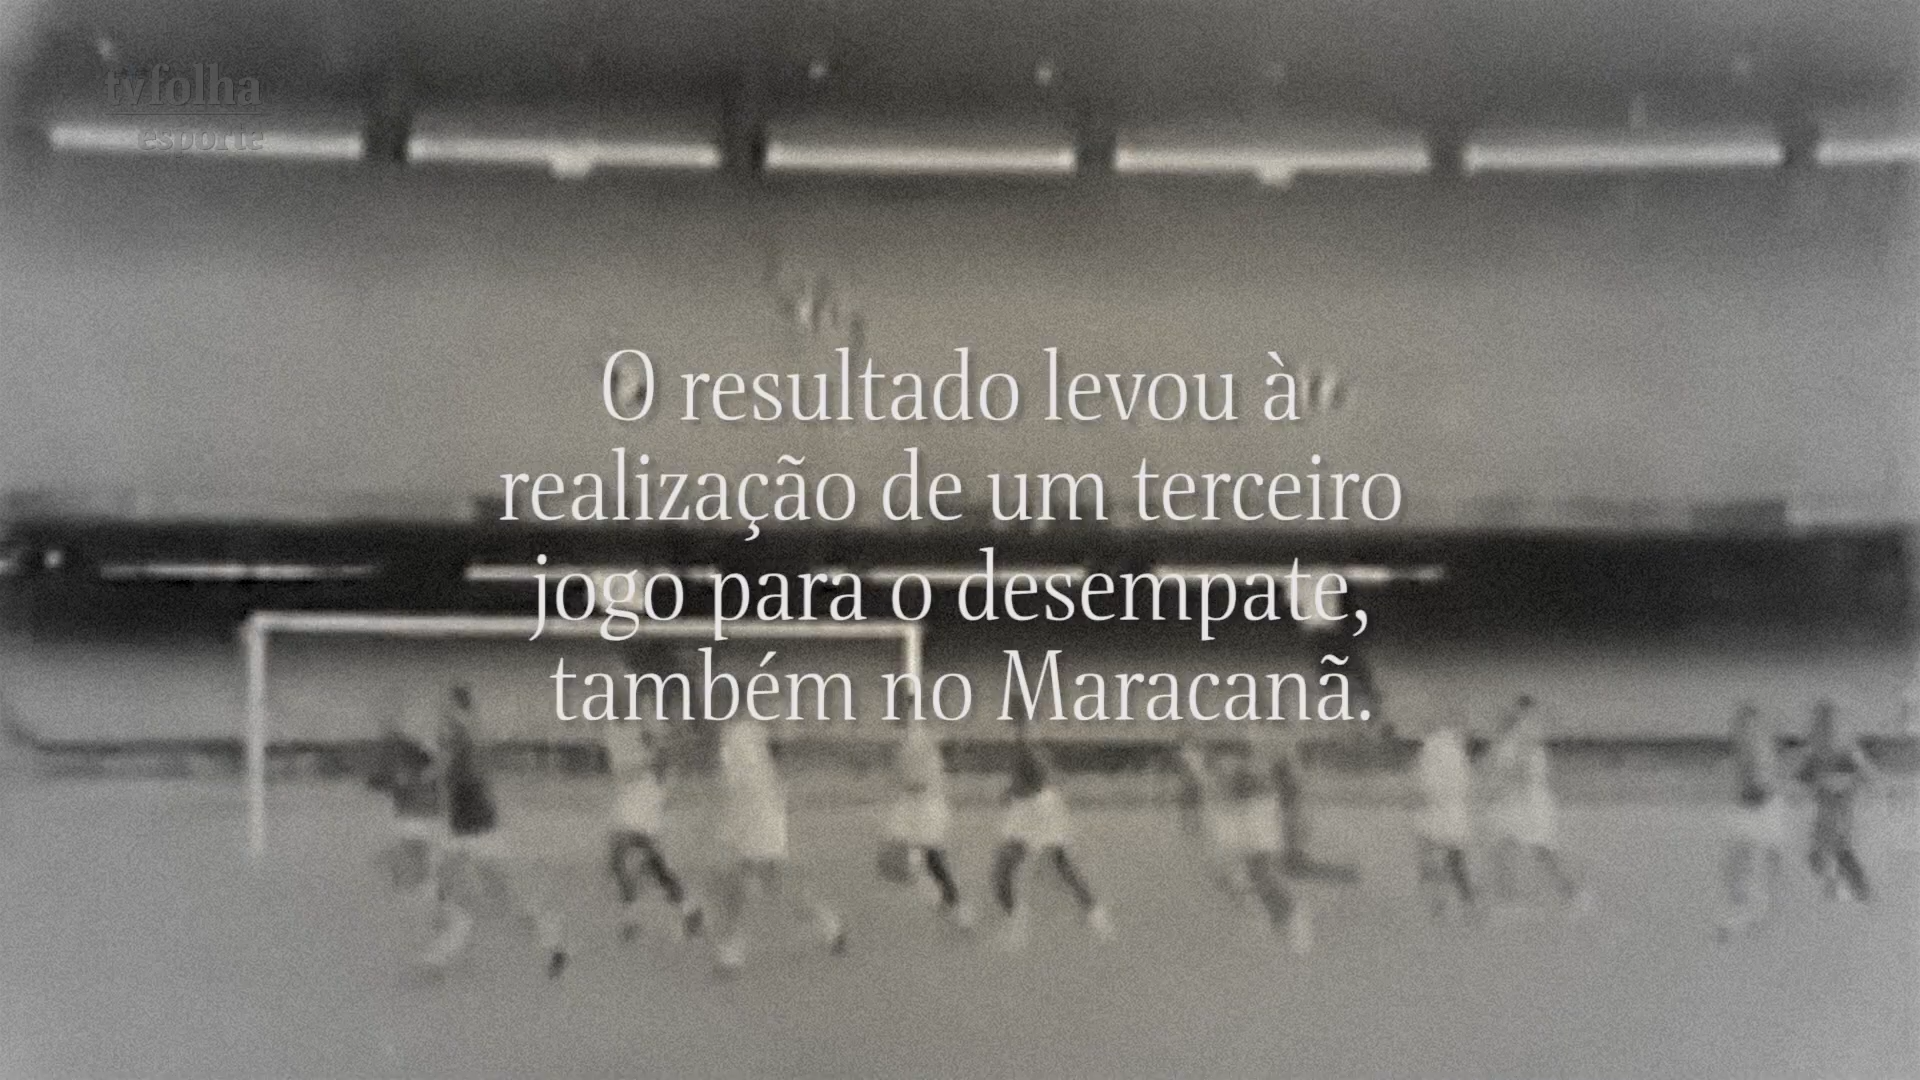 tvfolha
esporte
O resultado levou à
realização de um terceiro
jogo para o desempate,
também no Maracanã.